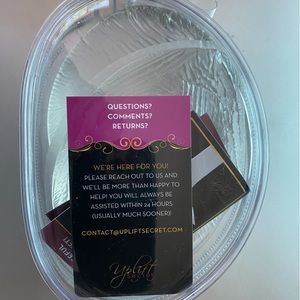 QUESTIONS?
COMMENTS?
RETURNS?
WE'RE HERE FOR YOU!
PLEASE REACH OUT TO US AND
WE'LL BE MORE THAN HAPPY TO
HELP! YOU WILL ALWAYS BE
ASSISTED WITHIN 24 HOURS
(USUALLY MUCH SOONER)!
CONTACT@UPLIFTSECRET.COM
Uplift